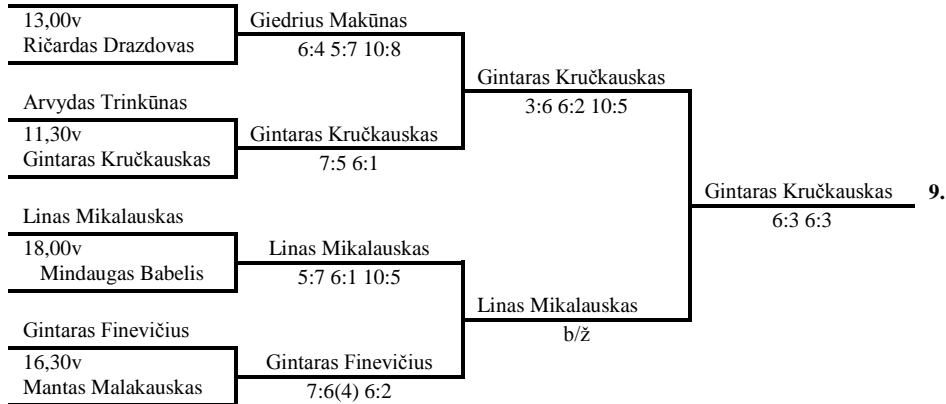 13,00v
Ričardas Drazdovas
Giedrius Makūnas
6:4 5:7 10:8
Arvydas Trinkūnas
11,30v
Gintaras Kručkauskas
Gintaras Kručkauskas
7:5 6:1
Gintaras Kručkauskas
3:6 6:2 10:5
Linas Mikalauskas
18,00v
Mindaugas Babelis
Linas Mikalauskas
5:7 6:1 10:5
Gintaras Finevičius
16,30v
Mantas Malakauskas
Gintaras Finevičius
7:6(4) 6:2
Linas Mikalauskas
b/ž
Gintaras Kručkauskas 9.
6:3 6:3